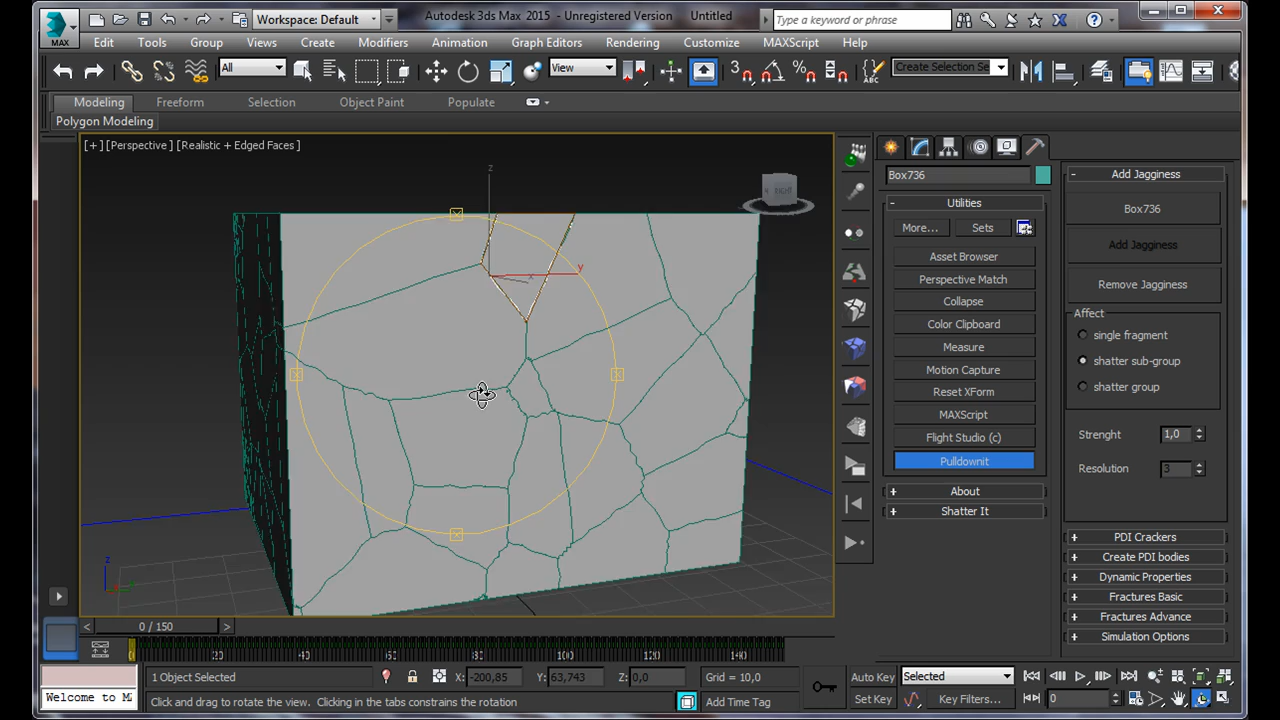 Workspace: Default
Autodesk 3ds Max 2015 - Unregistered Version
Untitled
Type a keyword or phrase
MAX
Edit
Tools
Group
Views
Create
Modifiers
Animation
Graph Editors
Rendering
Customize
MAXScript
Help
All
View
Create Selection Se
Modeling
Freeform
Selection
Object Paint
Populate
Polygon Modeling
[+] [Perspective] [Realistic + Edged Faces]
z
y
x
Box736
Utilities
More...
Sets
Asset Browser
Perspective Match
Collapse
Color Clipboard
Measure
Motion Capture
Reset XForm
MAXScript
Flight Studio (c)
Pulldownit
About
Shatter It
Add Jagginess
Box736
Add Jagginess
Remove Jagginess
Affect
single fragment
shatter sub-group
shatter group
Strenght
1,0
Resolution
3
PDI Crackers
Create PDI bodies
Dynamic Properties
Fractures Basic
Fractures Advance
Simulation Options
z
0 / 150
20
40
60
80
100
120
140
1 Object Selected
X: -200,85
Y: 63,743
Z: 0,0
Grid = 10,0
Auto Key
Selected
Welcome to MA
Click and drag to rotate the view. Clicking in the tabs constrains the rotation
Add Time Tag
Set Key
Key Filters...
0